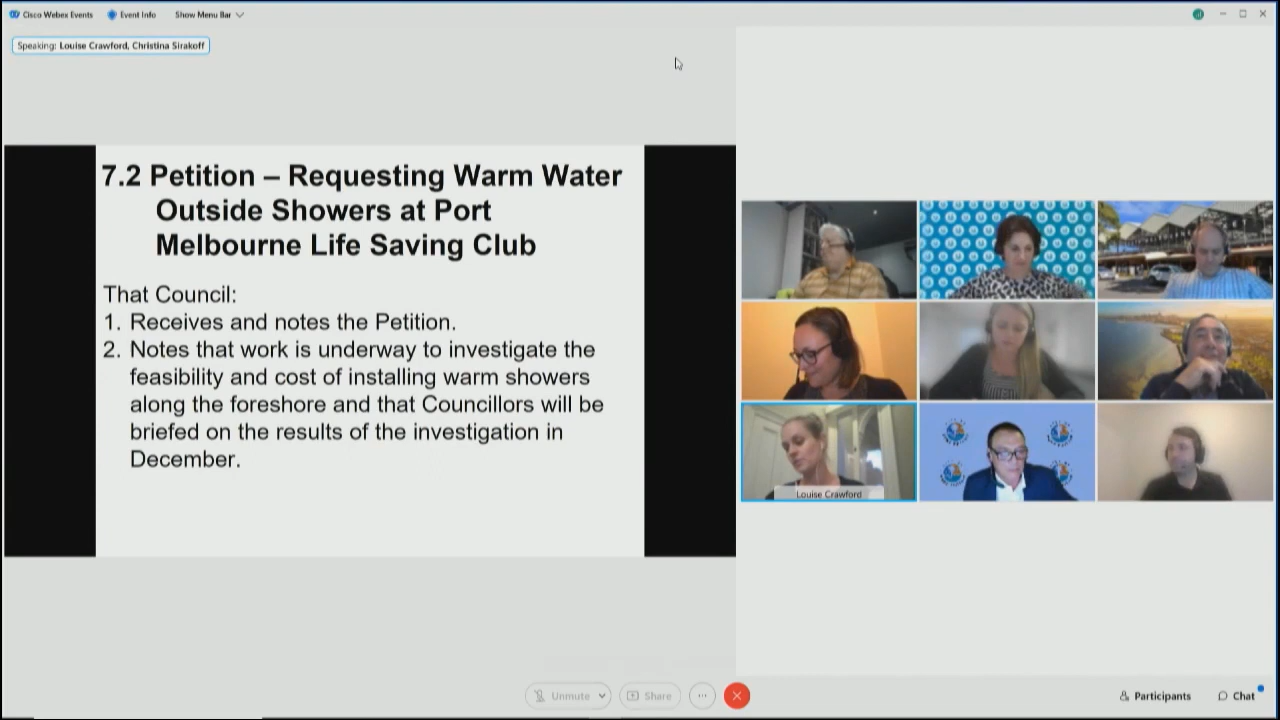 Cisco Webex Events Event Info Show Menu Bar
Speaking: Louise Crawford, Christina Sirakoff
7.2 Petition – Requesting Warm Water
Outside Showers at Port
Melbourne Life Saving Club
That Council:
1. Receives and notes the Petition.
2. Notes that work is underway to investigate the
feasibility and cost of installing warm showers
along the foreshore and that Councillors will be
briefed on the results of the investigation in
December.
Louise Crawford
Unmute Share Participants Chat